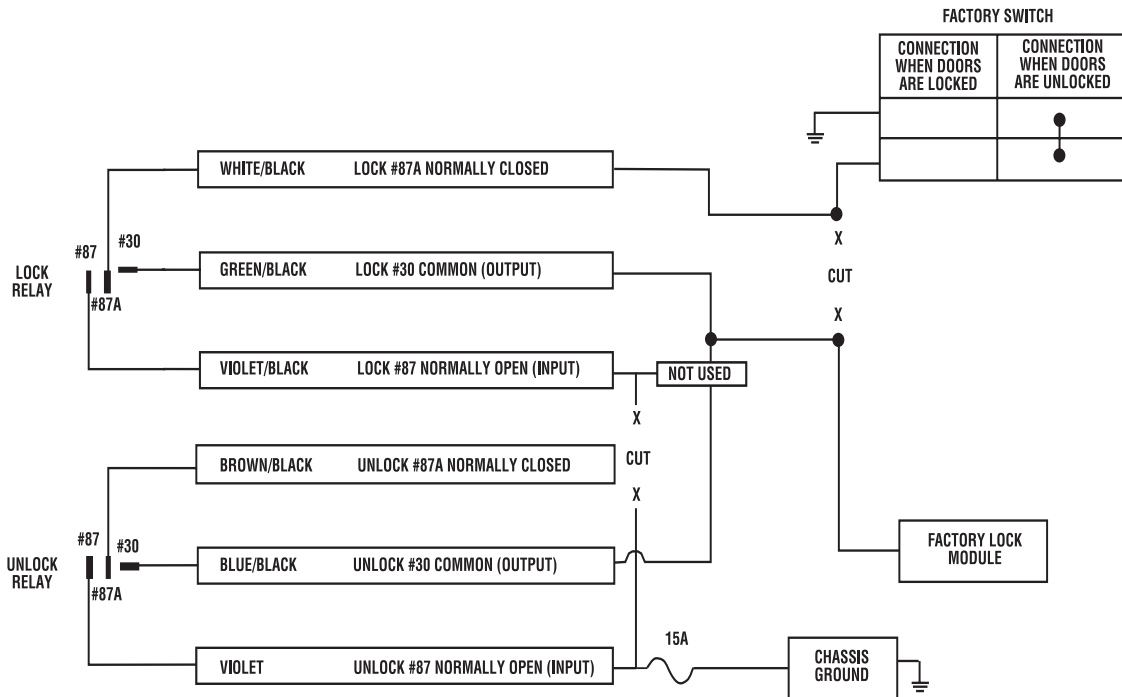 FACTORY SWITCH
CONNECTION
WHEN DOORS
ARE LOCKED
CONNECTION
WHEN DOORS
ARE UNLOCKED
WHITE/BLACK LOCK #87A NORMALLY CLOSED
#87
#30
LOCK
RELAY
#87A
GREEN/BLACK LOCK #30 COMMON (OUTPUT)
X
CUT
X
VIOLET/BLACK LOCK #87 NORMALLY OPEN (INPUT)
NOT USED
X
CUT
X
BROWN/BLACK UNLOCK #87A NORMALLY CLOSED
#87
#30
UNLOCK
RELAY
#87A
BLUE/BLACK UNLOCK #30 COMMON (OUTPUT)
FACTORY LOCK
MODULE
VIOLET UNLOCK #87 NORMALLY OPEN (INPUT)
15A
CHASSIS
GROUND